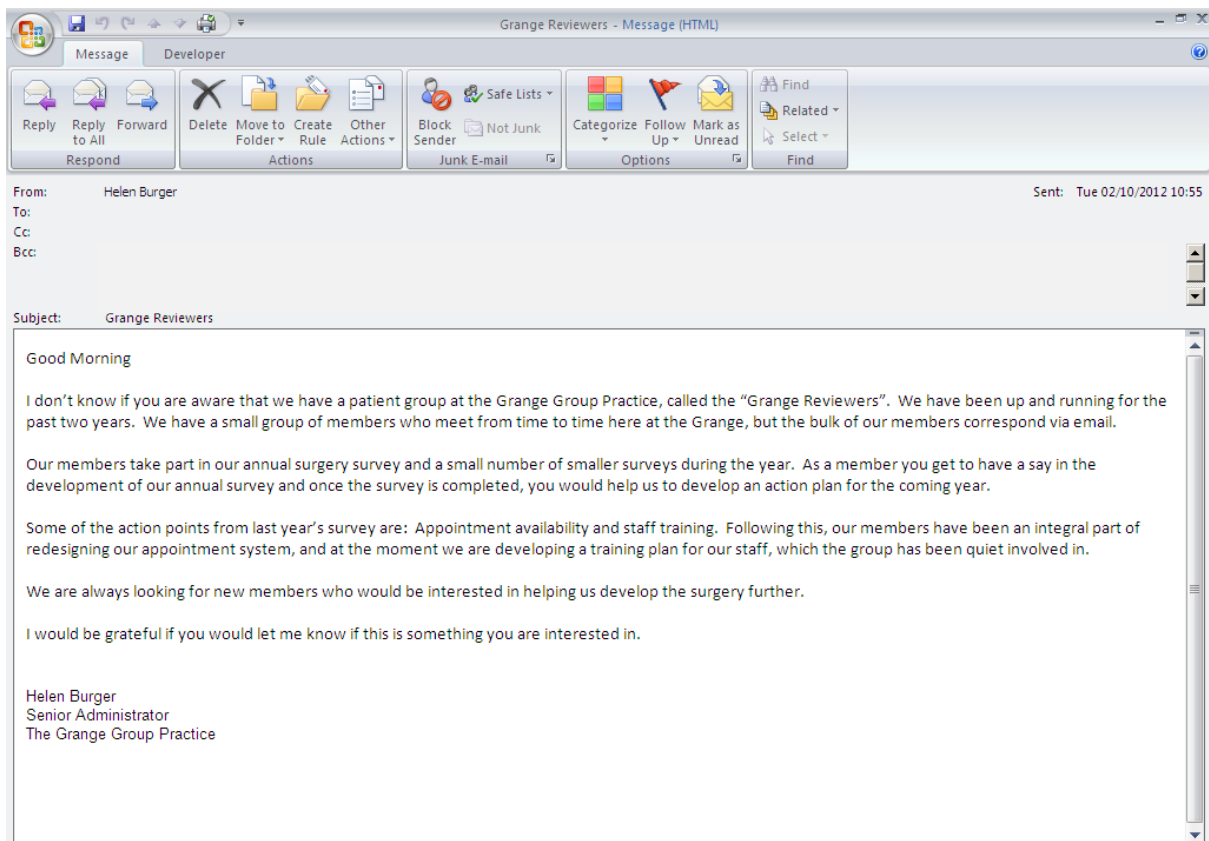 Grange Reviewers - Message (HTML)
Message Developer
Reply Reply to All Forward Delete Move to Folder Create Rule Other Actions Block Sender Safe Lists Not Junk Categorize Follow Up Mark as Unread Find Related Select
Respond Actions Junk E-mail Options Find
From: Helen Burger Sent: Tue 02/10/2012 10:55
To:
Cc:
Bcc:
Subject: Grange Reviewers
Good Morning
I don't know if you are aware that we have a patient group at the Grange Group Practice, called the “Grange Reviewers”. We have been up and running for the
past two years. We have a small group of members who meet from time to time here at the Grange, but the bulk of our members correspond via email.
Our members take part in our annual surgery survey and a small number of smaller surveys during the year. As a member you get to have a say in the
development of our annual survey and once the survey is completed, you would help us to develop an action plan for the coming year.
Some of the action points from last year's survey are: Appointment availability and staff training. Following this, our members have been an integral part of
redesigning our appointment system, and at the moment we are developing a training plan for our staff, which the group has been quiet involved in.
We are always looking for new members who would be interested in helping us develop the surgery further.
I would be grateful if you would let me know if this is something you are interested in.
Helen Burger
Senior Administrator
The Grange Group Practice